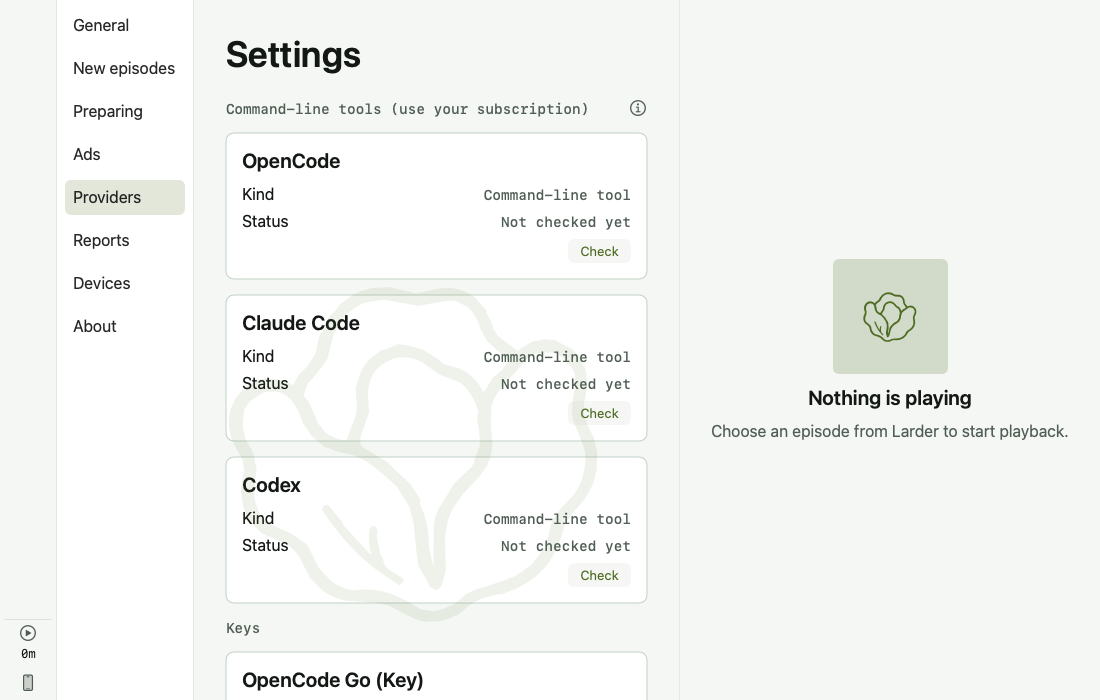 General
New episodes
Preparing
Ads
Providers
Reports
Devices
About
0m
Settings
Command-line tools (use your subscription)
OpenCode
Kind Command-line tool
Status Not checked yet
Check
Claude Code
Kind Command-line tool
Status Not checked yet
Check
Codex
Kind Command-line tool
Status Not checked yet
Check
Keys
OpenCode Go (Key)
Nothing is playing
Choose an episode from Larder to start playback.